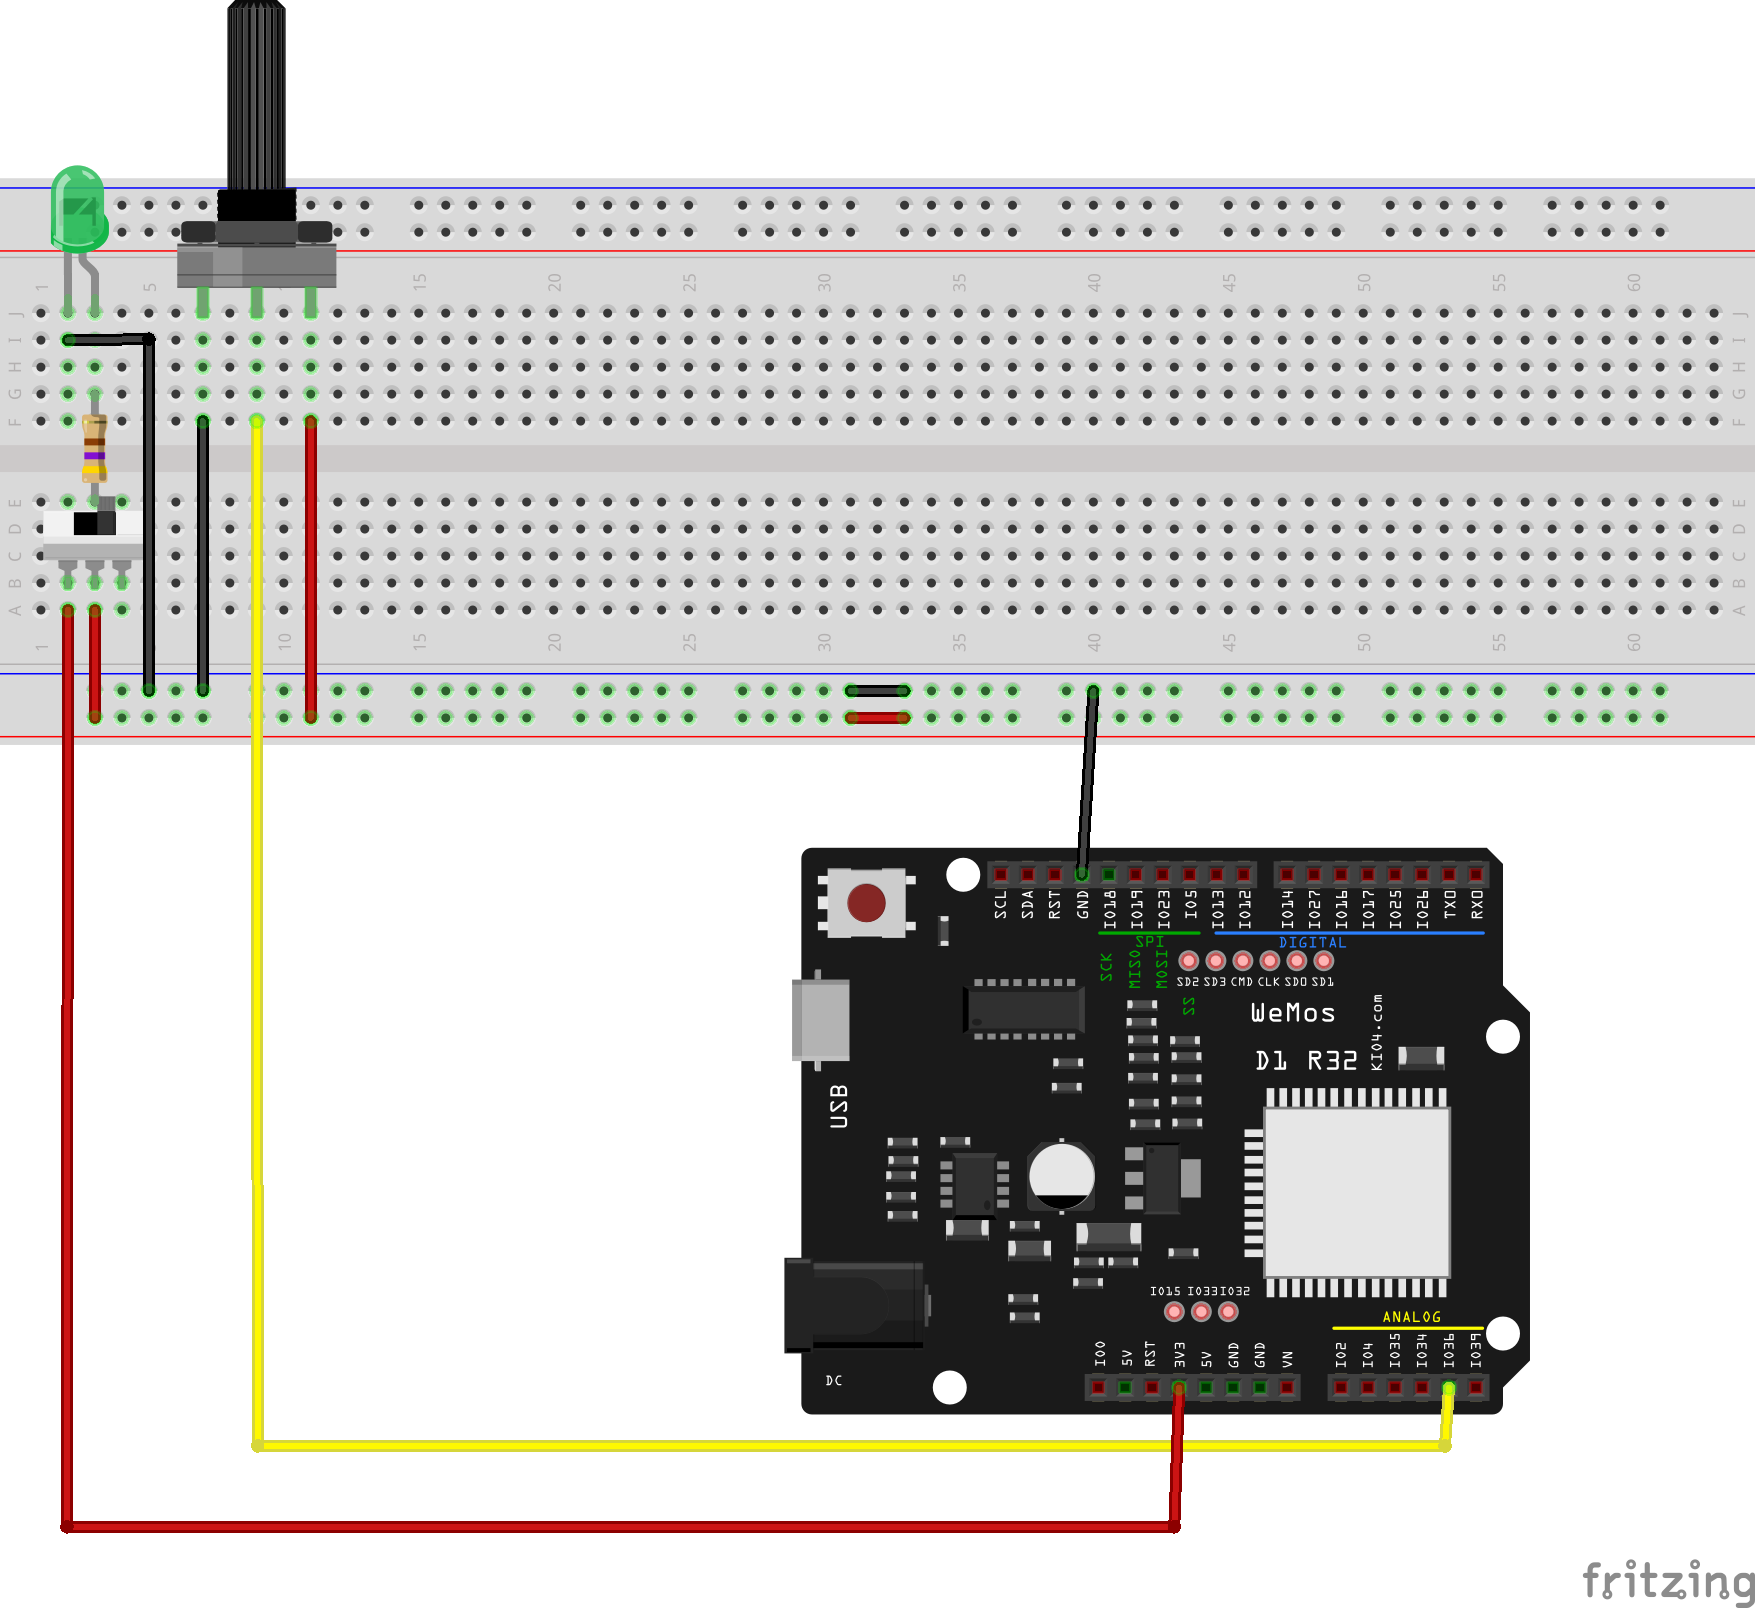 1 5 15 20 25 30 35 40 45 50 55 60
J J
I I
H H
G G
F F
E E
D D
C C
B B
A A
1 10 15 20 25 30 35 40 45 50 55 60
SCL SDA RST GND IO18 IO19 IO23 IO5 IO13 IO12 IO14 IO27 IO16 IO17 IO25 IO26 TX0 RX0
SPI DIGITAL
SCK MISO MOSI SS
SD2 SD3 CMD CLK SD0 SD1
WeMos
D1 R32
KIO4.com
USB
IO15 IO33 IO32
ANALOG
IO0 5V RST 3V3 5V GND GND VN IO2 IO4 IO35 IO34 IO36 IO39
DC
fritzing